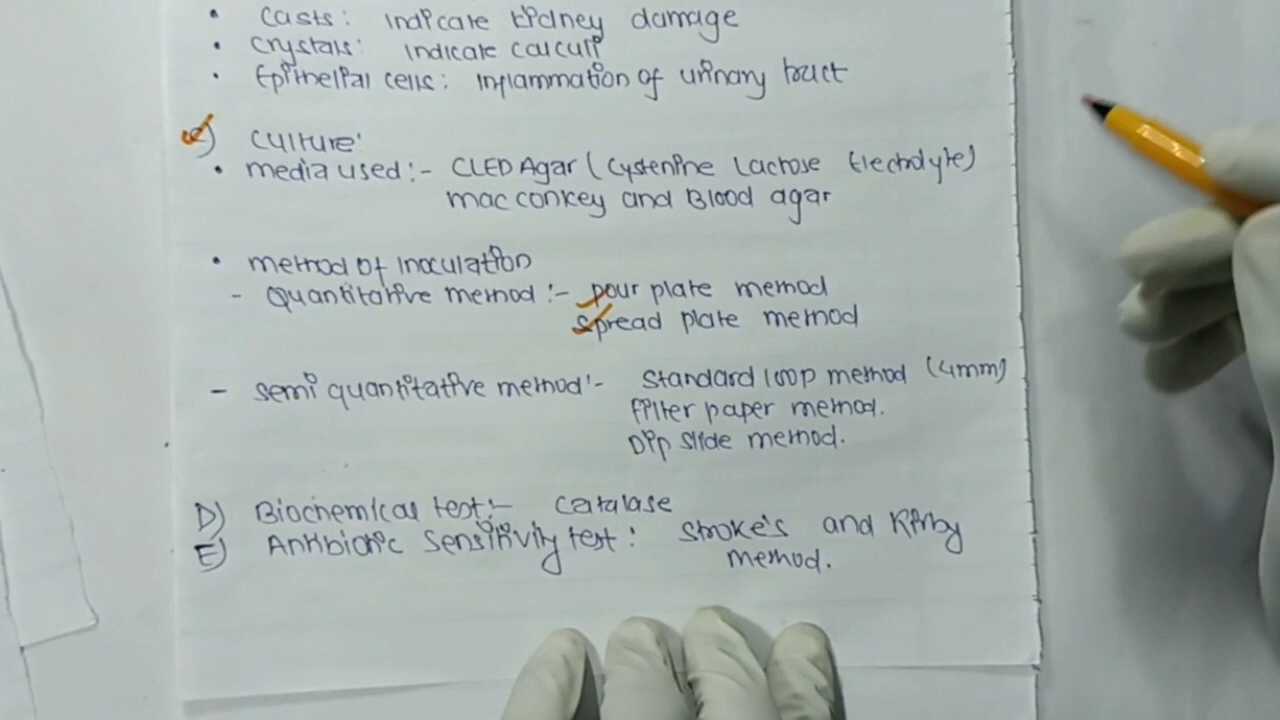 • Casts: Indicate kidney damage
• Crystals: Indicate calculi
• Epithelial cells: Inflammation of urinary tract
C) Culture:
• media used :- CLED Agar (Cystenine Lactose Electrolyte)
mac conkey and Blood agar
• method of Inoculation
- Quantitative method :- pour plate method
spread plate method
- semi quantitative method :- Standard loop method (4mm)
filter paper method.
Dip slide method.
D) Biochemical test :- Catalase
E) Antibiotic Sensitivity test : Stroke's and Kirby
method.